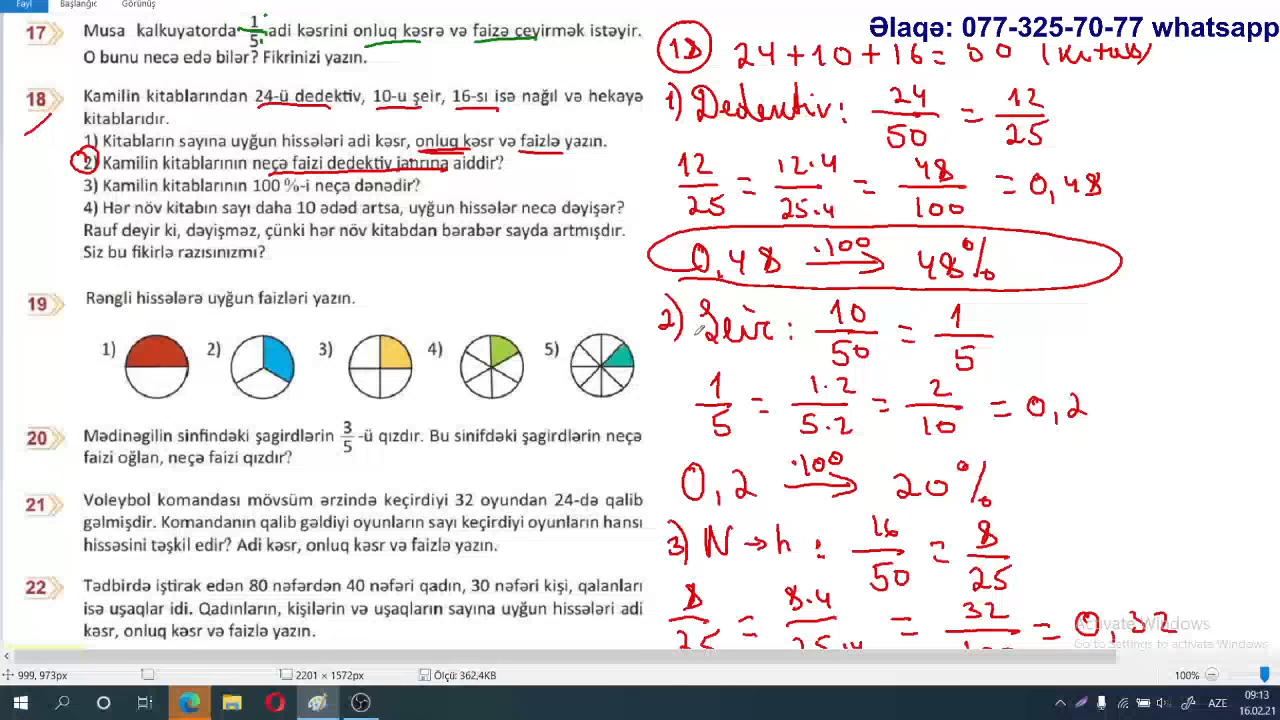 Fayl
Başlanğıc
Görünüş
Əlaqə: 077-325-70-77 whatsapp
17 Musa kalkuyatorda 1/5 adi kəsrini onluq kəsrə və faizə çeyirmək istəyir.
O bunu necə edə bilər? Fikrinizi yazın.
18 Kamilin kitablarından 24-ü dedektiv, 10-u şeir, 16-sı isə nağıl və hekayə
kitablarıdır.
1) Kitabların sayına uyğun hissələri adi kəsr, onluq kəsr və faizlə yazın.
2) Kamilin kitablarının neçə faizi dedektiv janrına aiddir?
3) Kamilin kitablarının 100 %-i neçə dənədir?
4) Hər növ kitabın sayı daha 10 ədəd artsa, uyğun hissələr necə dəyişər?
Rauf deyir ki, dəyişməz, çünki hər növ kitabdan bərabər sayda artmışdır.
Siz bu fikirlə razısınızmı?
19 Rəngli hissələrə uyğun faizləri yazın.
1) 2) 3) 4) 5)
20 Mədinəgilin sinfindəki şagirdlərin 3/5 -ü qızdır. Bu sinifdəki şagirdlərin neçə
faizi oğlan, neçə faizi qızdır?
21 Voleybol komandası mövsüm ərzində keçirdiyi 32 oyundan 24-də qalib
gəlmişdir. Komandanın qalib gəldiyi oyunların sayı keçirdiyi oyunların hansı
hissəsini təşkil edir? Adi kəsr, onluq kəsr və faizlə yazın.
22 Tədbirdə iştirak edən 80 nəfərdən 40 nəfəri qadın, 30 nəfəri kişi, qalanları
isə uşaqlar idi. Qadınların, kişilərin və uşaqların sayına uyğun hissələri adi
kəsr, onluq kəsr və faizlə yazın.
18 24+10+16=50 (kitab)
1) Dedentiv: 24/50 = 12/25
12/25 = 12·4/25·4 = 48/100 = 0,48
0,48 ·100 → 48%
2) Şeir: 10/50 = 1/5
1/5 = 1·2/5·2 = 2/10 = 0,2
0,2 ·100 → 20%
3) N→h: 16/50 = 8/25
8/25 = 8·4/25·4 = 32/100 = 0,32
Activate Windows
Go to Settings to activate Windows
999, 973px
2201 × 1572px
Ölçü: 362,4KB
100%
AZE
09:13
16.02.21